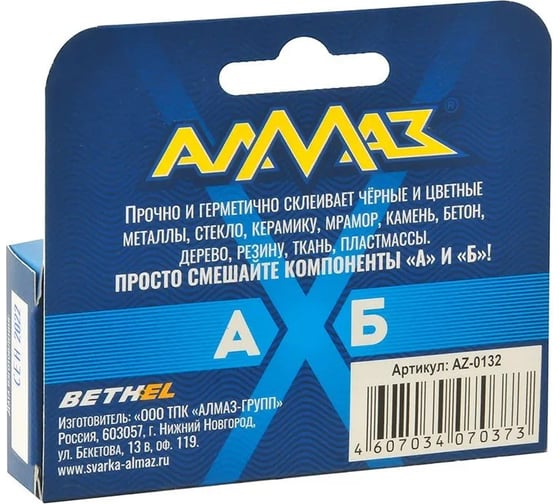 АЛМАЗ®
Прочно и герметично склеивает чёрные и цветные
металлы, стекло, керамику, мрамор, камень, бетон,
дерево, резину, ткань, пластмассы.
Просто смешайте компоненты «А» и «Б»!
А Б
BETHEL
Изготовитель: «ООО ТПК «АЛМАЗ-ГРУПП»
Россия, 603057, г. Нижний Новгород,
ул. Бекетова, 13 в, оф. 119.
www.svarka-almaz.ru
Артикул: AZ-0132
4 607034 070373
СЕН 2022